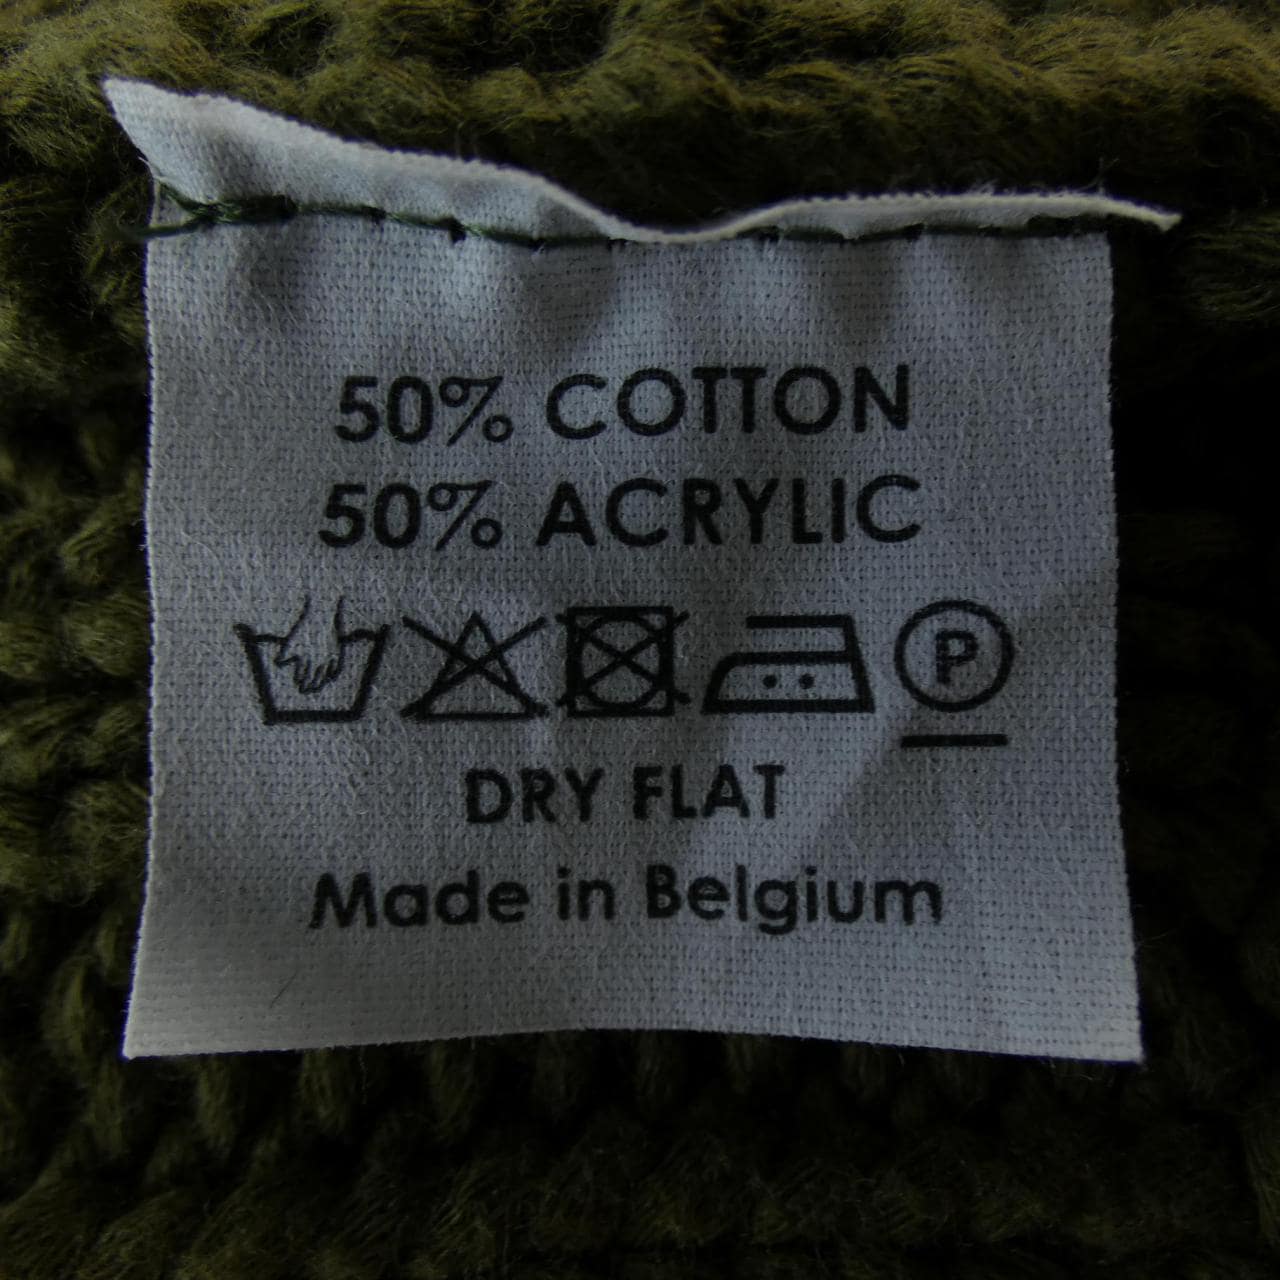 50% COTTON
50% ACRYLIC
P
DRY FLAT
Made in Belgium